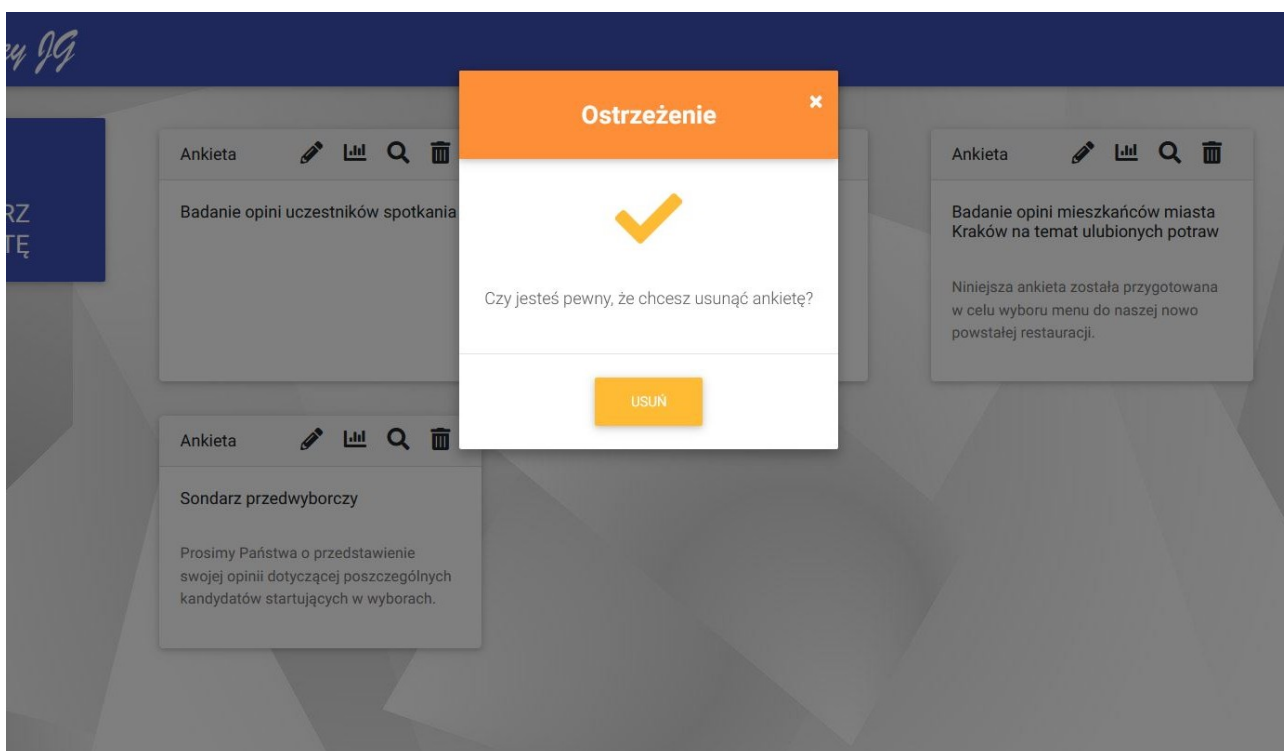 JG
Ostrzeżenie
×
Czy jesteś pewny, że chcesz usunąć ankietę?
USUŃ
Ankieta
Badanie opini uczestników spotkania
Ankieta
Badanie opini mieszkańców miasta
Kraków na temat ulubionych potraw
Niniejsza ankieta została przygotowana
w celu wyboru menu do naszej nowo
powstałej restauracji.
Ankieta
Sondarz przedwyborczy
Prosimy Państwa o przedstawienie
swojej opinii dotyczącej poszczególnych
kandydatów startujących w wyborach.